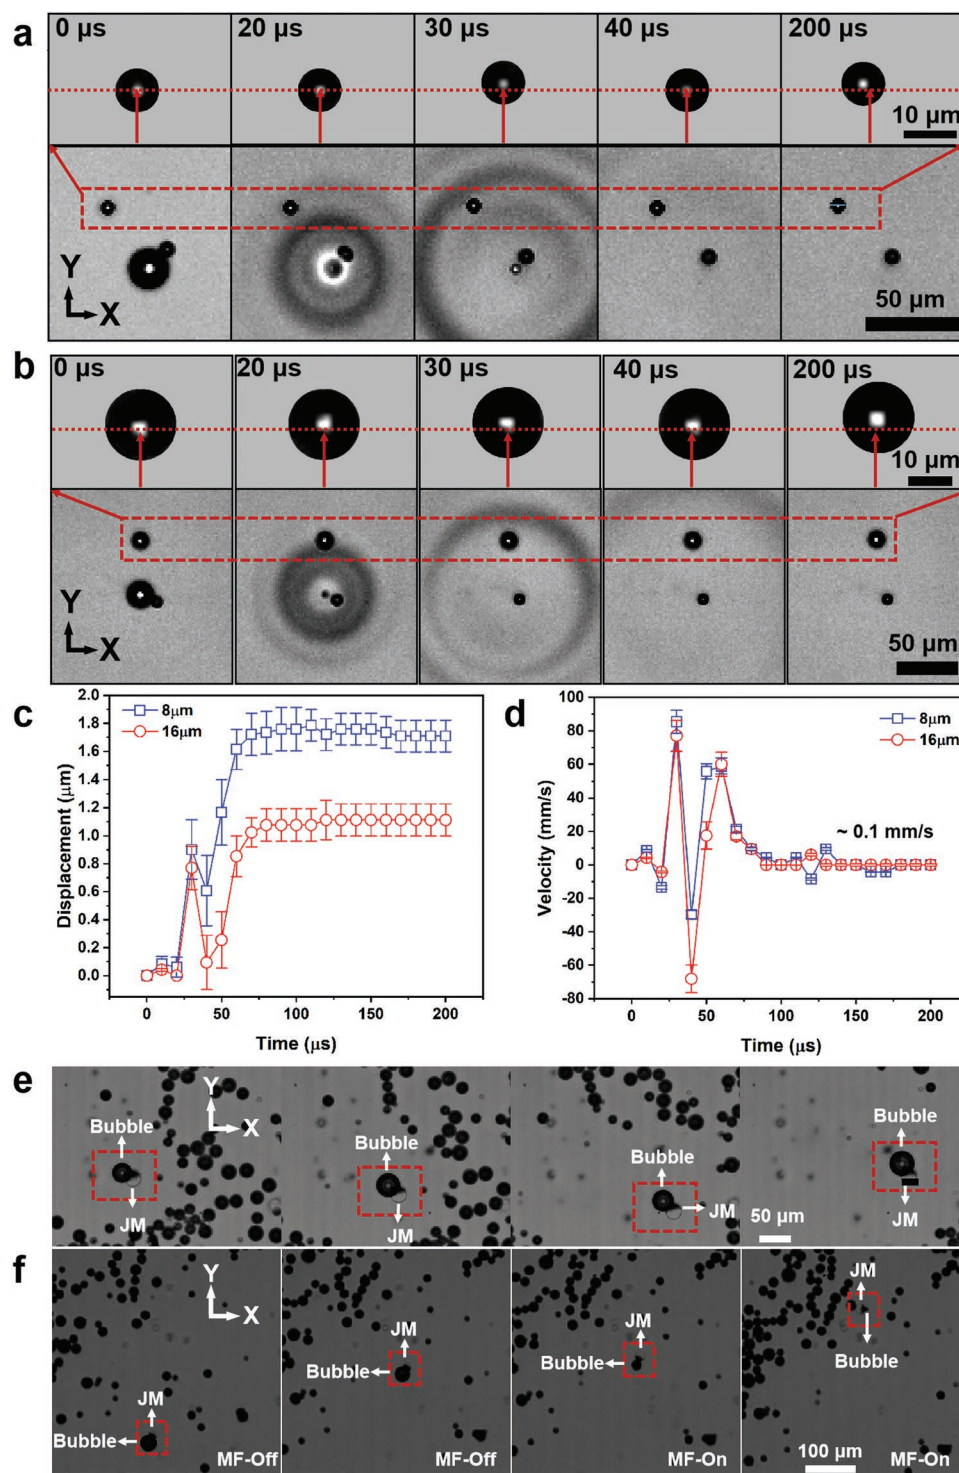 a
0 µs 20 µs 30 µs 40 µs 200 µs
10 µm
Y
X
50 µm
b
0 µs 20 µs 30 µs 40 µs 200 µs
10 µm
Y
X
50 µm
c
8µm
16µm
Displacement (µm)
2.0
1.8
1.6
1.4
1.2
1.0
0.8
0.6
0.4
0.2
0.0
0 50 100 150 200
Time (µs)
d
8µm
16µm
~ 0.1 mm/s
Velocity (mm/s)
100
80
60
40
20
0
-20
-40
-60
-80
0 50 100 150 200
Time (µs)
e
Y
X
Bubble
JM
Bubble
JM
Bubble
JM
50 µm
Bubble
JM
f
Y
X
JM
Bubble
MF-Off
JM
Bubble
MF-Off
JM
Bubble
MF-On
JM
Bubble
100 µm
MF-On